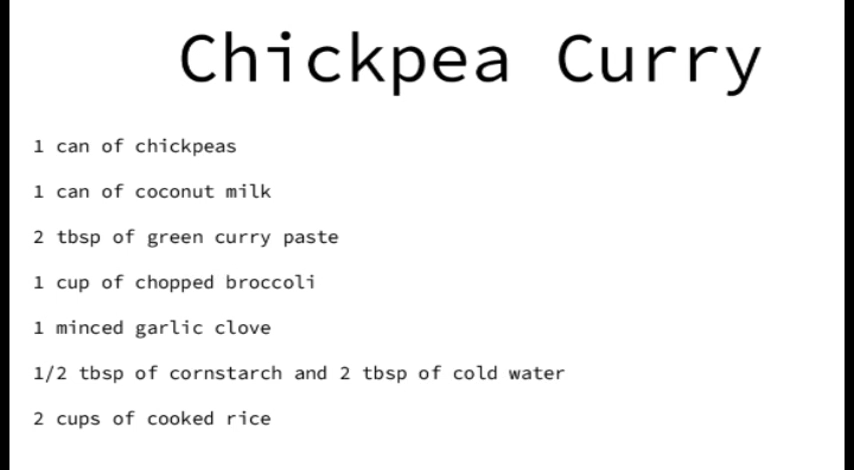 Chickpea Curry
1 can of chickpeas
1 can of coconut milk
2 tbsp of green curry paste
1 cup of chopped broccoli
1 minced garlic clove
1/2 tbsp of cornstarch and 2 tbsp of cold water
2 cups of cooked rice